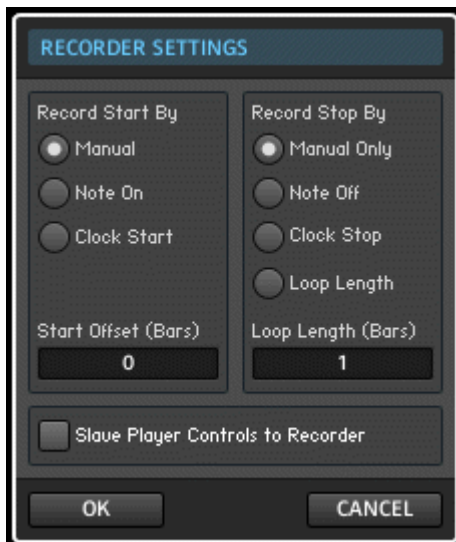 RECORDER SETTINGS
Record Start By
Manual
Note On
Clock Start
Start Offset (Bars)
0
Record Stop By
Manual Only
Note Off
Clock Stop
Loop Length
Loop Length (Bars)
1
Slave Player Controls to Recorder
OK
CANCEL